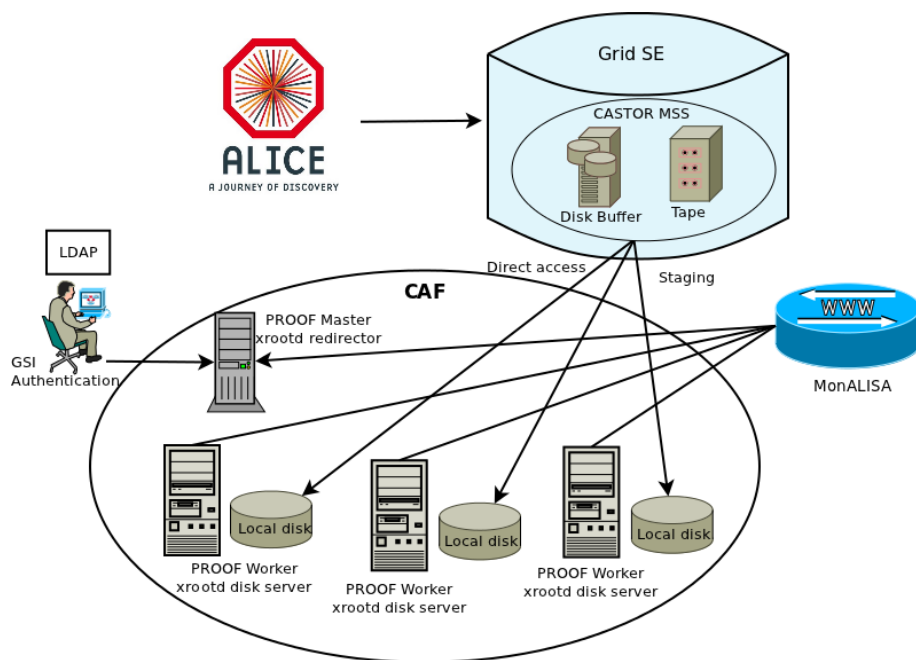 Grid SE
CASTOR MSS
Disk Buffer
Tape
ALICE
A JOURNEY OF DISCOVERY
LDAP
Direct access
Staging
CAF
WWW
PROOF Master
xrootd redirector
GSI
Authentication
MonALISA
Local disk
Local disk
Local disk
PROOF Worker
xrootd disk server
PROOF Worker
xrootd disk server
PROOF Worker
xrootd disk server